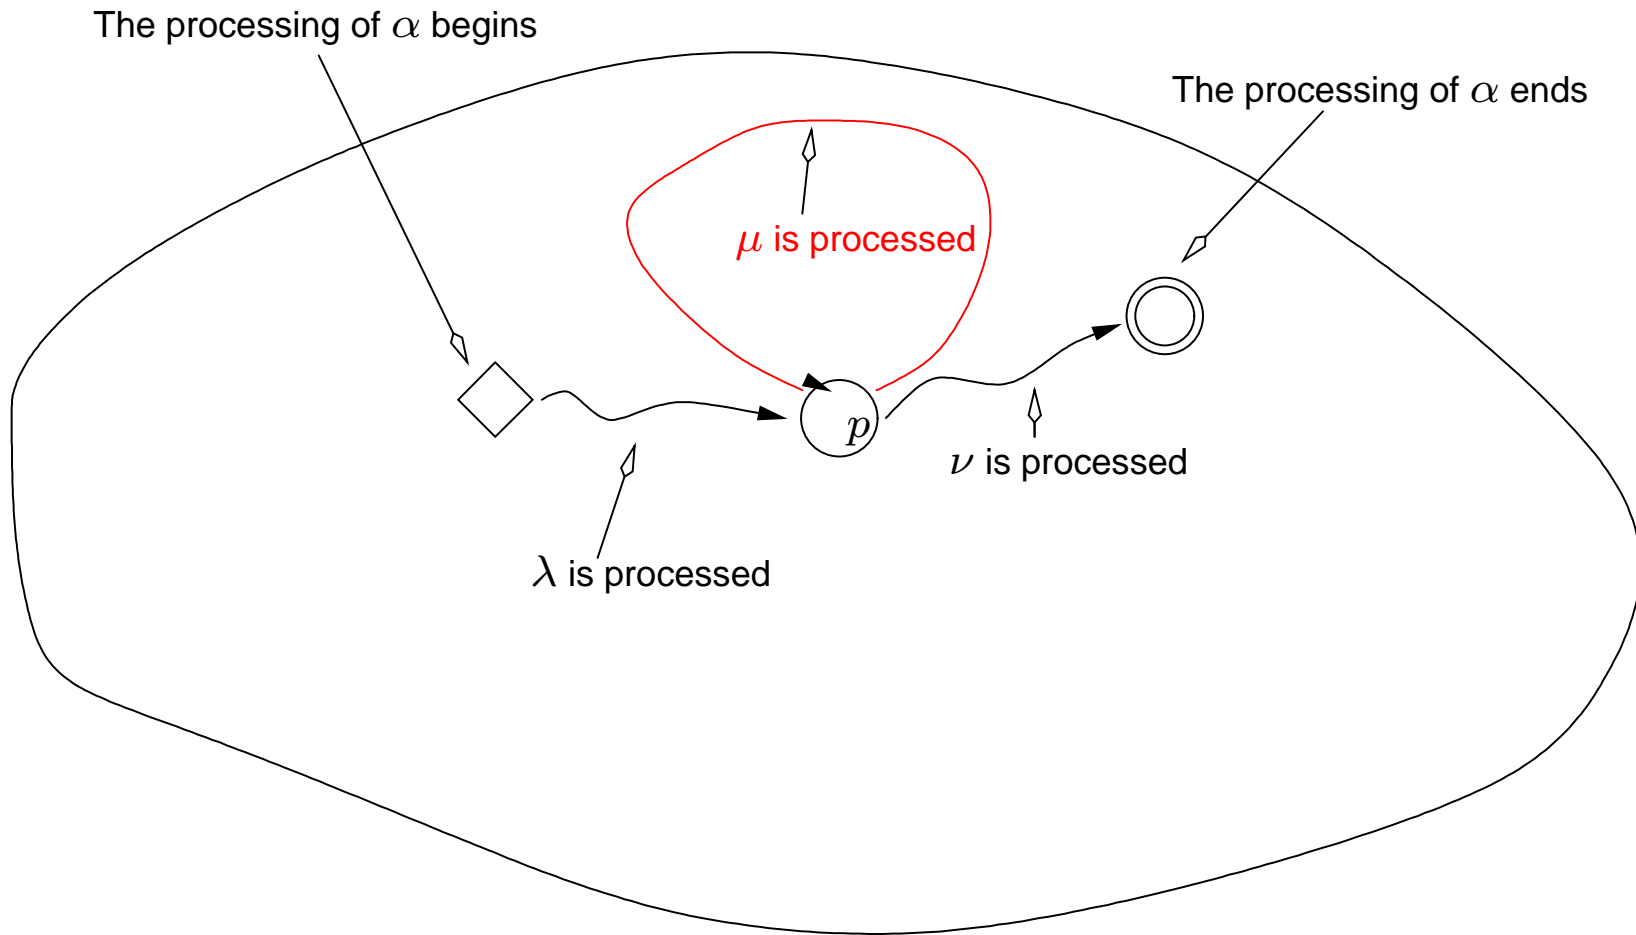 The processing of α begins
The processing of α ends
μ is processed
p
ν is processed
λ is processed